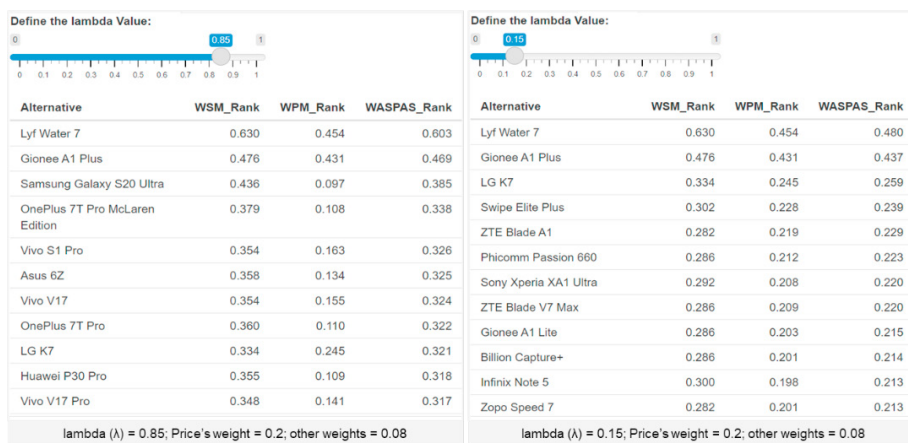 Define the lambda Value:
0 0.85 1
0 0.1 0.2 0.3 0.4 0.5 0.6 0.7 0.8 0.9 1
Alternative WSM_Rank WPM_Rank WASPAS_Rank
Lyf Water 7 0.630 0.454 0.603
Gionee A1 Plus 0.476 0.431 0.469
Samsung Galaxy S20 Ultra 0.436 0.097 0.385
OnePlus 7T Pro McLaren 0.379 0.108 0.338
Edition
Vivo S1 Pro 0.354 0.163 0.326
Asus 6Z 0.358 0.134 0.325
Vivo V17 0.354 0.155 0.324
OnePlus 7T Pro 0.360 0.110 0.322
LG K7 0.334 0.245 0.321
Huawei P30 Pro 0.355 0.109 0.318
Vivo V17 Pro 0.348 0.141 0.317
lambda (λ) = 0.85; Price's weight = 0.2; other weights = 0.08
Define the lambda Value:
0 0.15 1
0 0.1 0.2 0.3 0.4 0.5 0.6 0.7 0.8 0.9 1
Alternative WSM_Rank WPM_Rank WASPAS_Rank
Lyf Water 7 0.630 0.454 0.480
Gionee A1 Plus 0.476 0.431 0.437
LG K7 0.334 0.245 0.259
Swipe Elite Plus 0.302 0.228 0.239
ZTE Blade A1 0.282 0.219 0.229
Phicomm Passion 660 0.286 0.212 0.223
Sony Xperia XA1 Ultra 0.292 0.208 0.220
ZTE Blade V7 Max 0.286 0.209 0.220
Gionee A1 Lite 0.286 0.203 0.215
Billion Capture+ 0.286 0.201 0.214
Infinix Note 5 0.300 0.198 0.213
Zopo Speed 7 0.282 0.201 0.213
lambda (λ) = 0.15; Price's weight = 0.2; other weights = 0.08